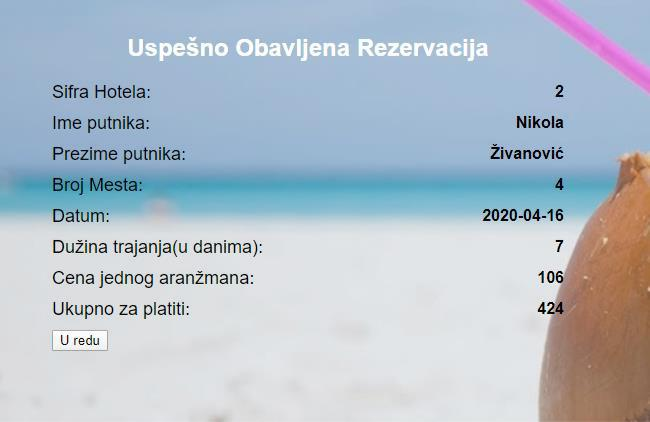 Uspešno Obavljena Rezervacija
Sifra Hotela: 2
Ime putnika: Nikola
Prezime putnika: Živanović
Broj Mesta: 4
Datum: 2020-04-16
Dužina trajanja(u danima): 7
Cena jednog aranžmana: 106
Ukupno za platiti: 424
U redu